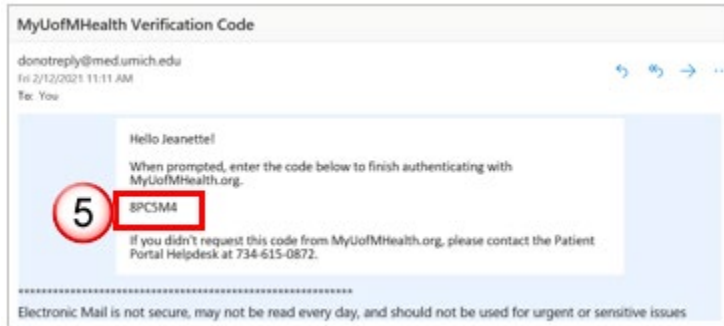 MyUofMHealth Verification Code
donotreply@med.umich.edu
Fri 2/12/2021 11:11 AM
To: You
Hello Jeanette!
When prompted, enter the code below to finish authenticating with
MyUofMHealth.org.
5
8PC5M4
If you didn't request this code from MyUofMHealth.org, please contact the Patient
Portal Helpdesk at 734-615-0872.
************************************************************
Electronic Mail is not secure, may not be read every day, and should not be used for urgent or sensitive issues